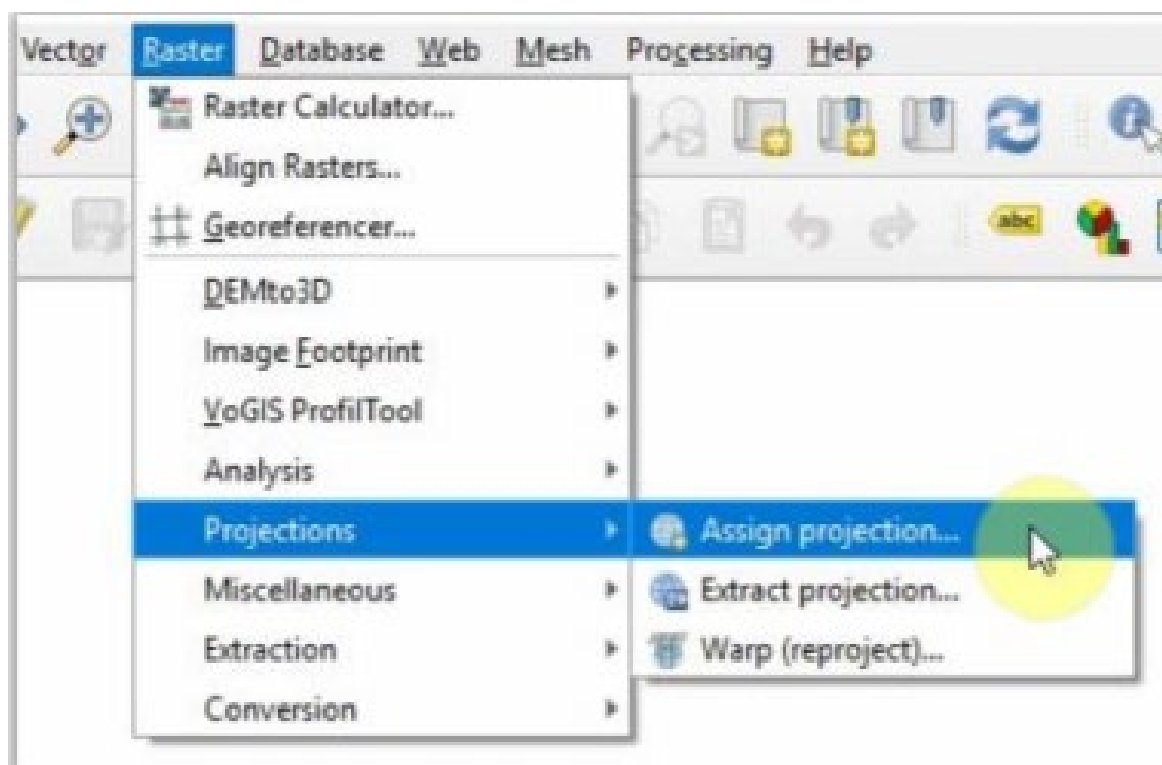 Vector Raster Database Web Mesh Processing Help
Raster Calculator...
Align Rasters...
Georeferencer...
abc
DEMto3D
Image Footprint
VoGIS ProfilTool
Analysis
Projections
Assign projection...
Miscellaneous
Extract projection...
Extraction
Warp (reproject)...
Conversion